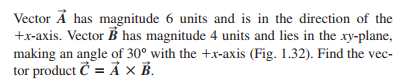 Vector A⃗ has magnitude 6 units and is in the direction of the
+x-axis. Vector B⃗ has magnitude 4 units and lies in the xy-plane,
making an angle of 30° with the +x-axis (Fig. 1.32). Find the vec-
tor product C⃗ = A⃗ × B⃗.